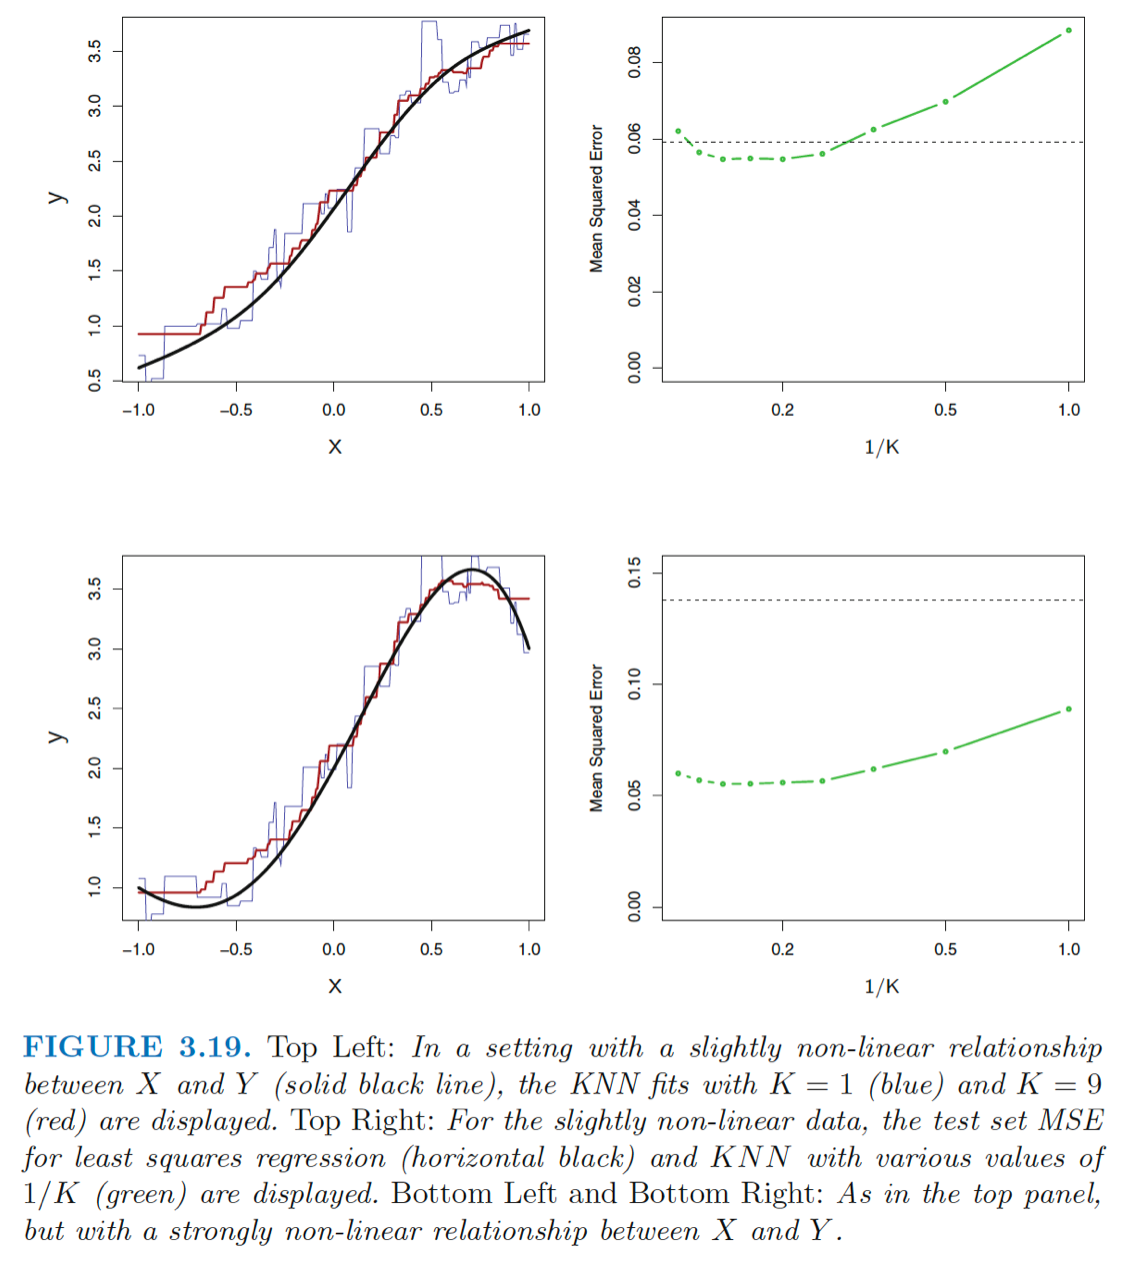 3.5
3.0
2.5
2.0
1.5
1.0
0.5
y
−1.0 −0.5 0.0 0.5 1.0
X
0.08
0.06
0.04
0.02
0.00
Mean Squared Error
0.2 0.5 1.0
1/K
3.5
3.0
2.5
2.0
1.5
1.0
y
−1.0 −0.5 0.0 0.5 1.0
X
0.15
0.10
0.05
0.00
Mean Squared Error
0.2 0.5 1.0
1/K
FIGURE 3.19. Top Left: In a setting with a slightly non-linear relationship
between X and Y (solid black line), the KNN fits with K = 1 (blue) and K = 9
(red) are displayed. Top Right: For the slightly non-linear data, the test set MSE
for least squares regression (horizontal black) and KNN with various values of
1/K (green) are displayed. Bottom Left and Bottom Right: As in the top panel,
but with a strongly non-linear relationship between X and Y.